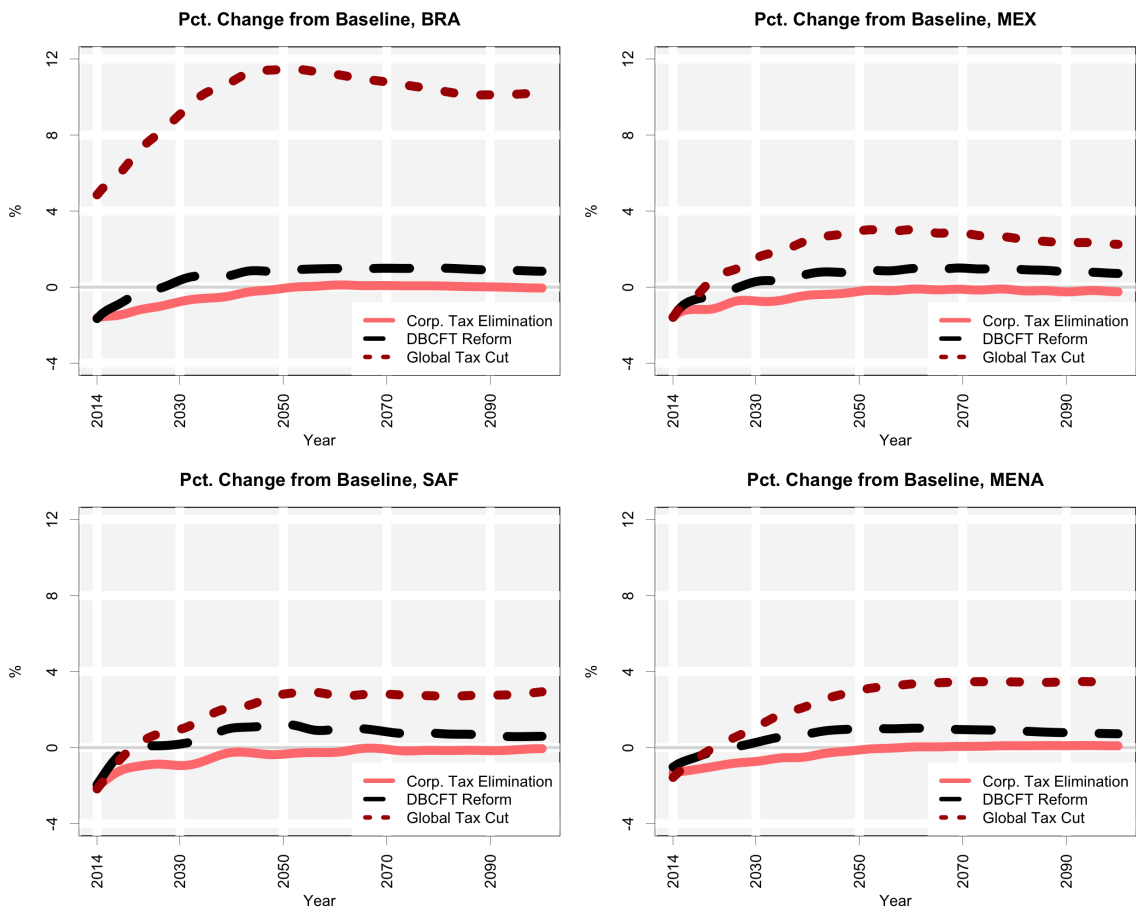 Pct. Change from Baseline, BRA
%
12
8
4
0
-4
Corp. Tax Elimination
DBCFT Reform
Global Tax Cut
2014
2030
2050
2070
2090
Year
Pct. Change from Baseline, MEX
%
12
8
4
0
-4
Corp. Tax Elimination
DBCFT Reform
Global Tax Cut
2014
2030
2050
2070
2090
Year
Pct. Change from Baseline, SAF
%
12
8
4
0
-4
Corp. Tax Elimination
DBCFT Reform
Global Tax Cut
2014
2030
2050
2070
2090
Year
Pct. Change from Baseline, MENA
%
12
8
4
0
-4
Corp. Tax Elimination
DBCFT Reform
Global Tax Cut
2014
2030
2050
2070
2090
Year